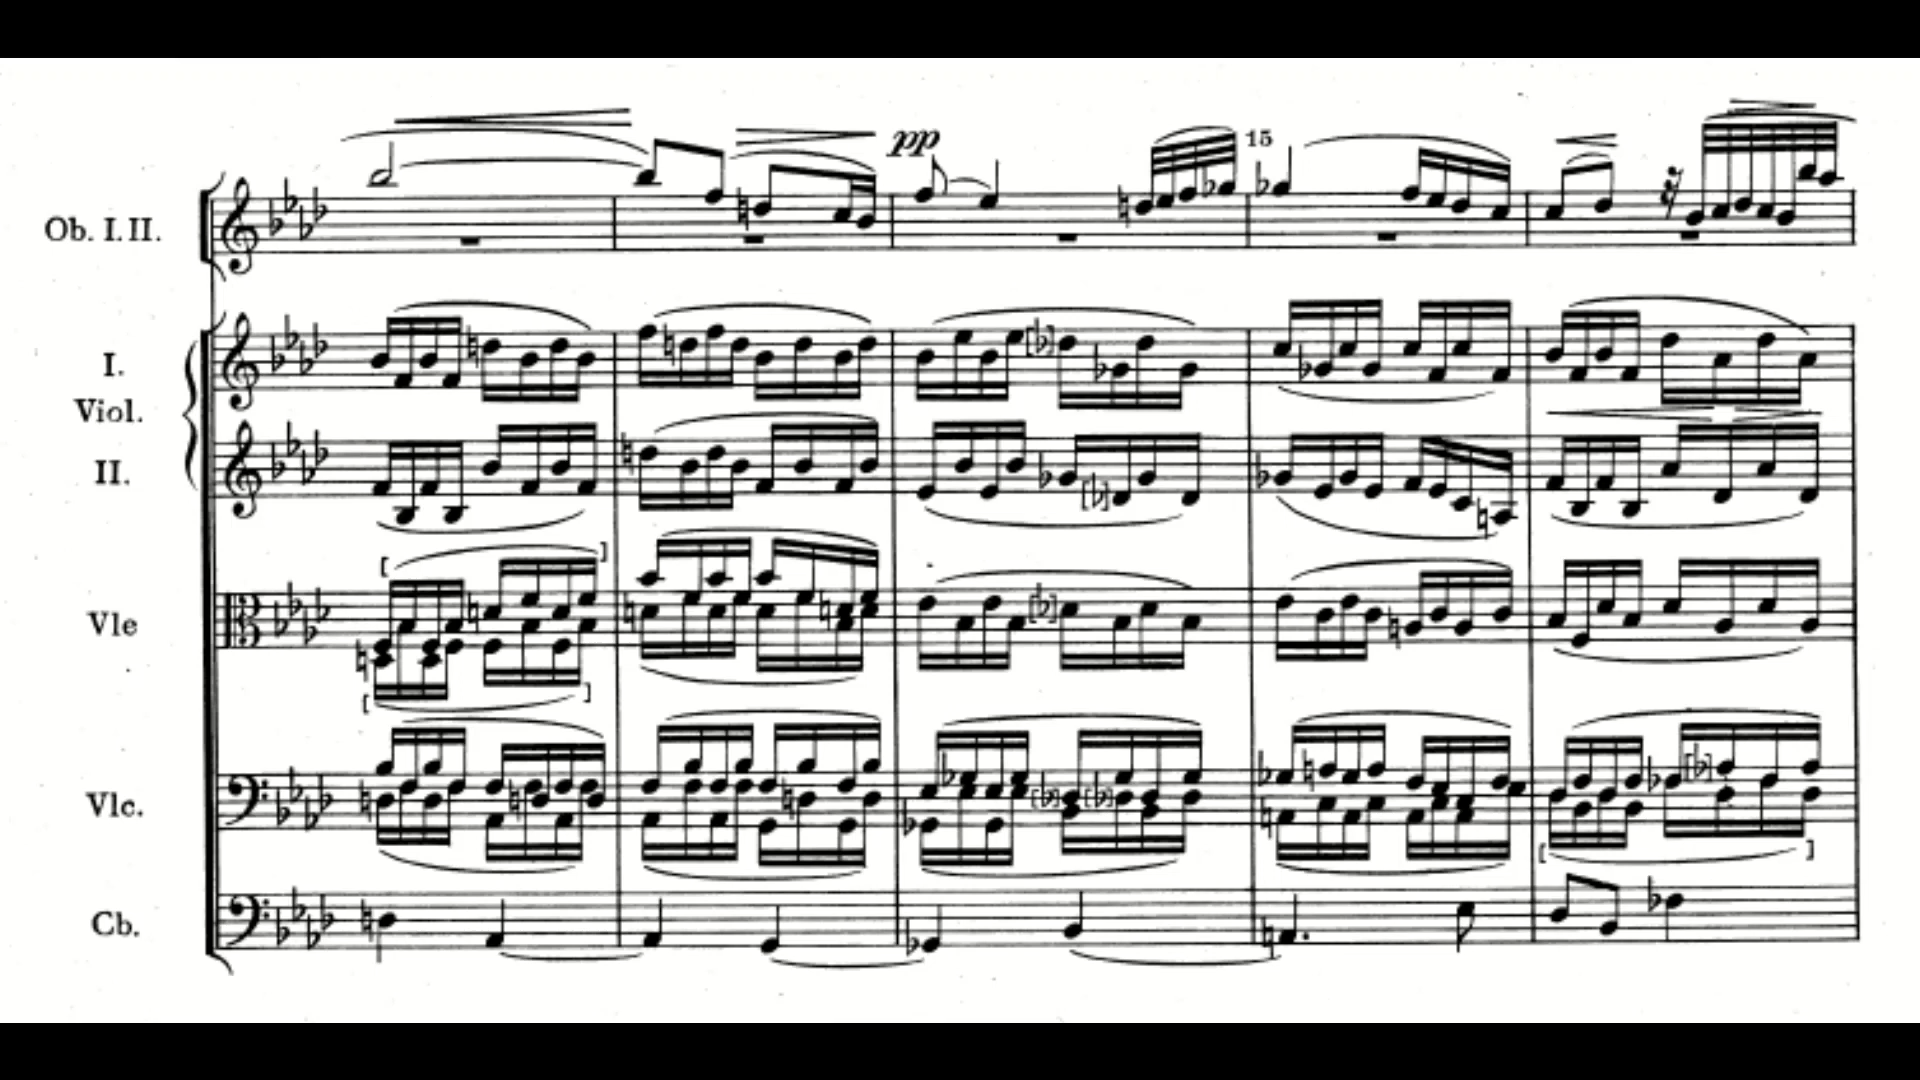 pp
15
Ob. I. II.
I.
Viol.
II.
Vle
Vlc.
Cb.